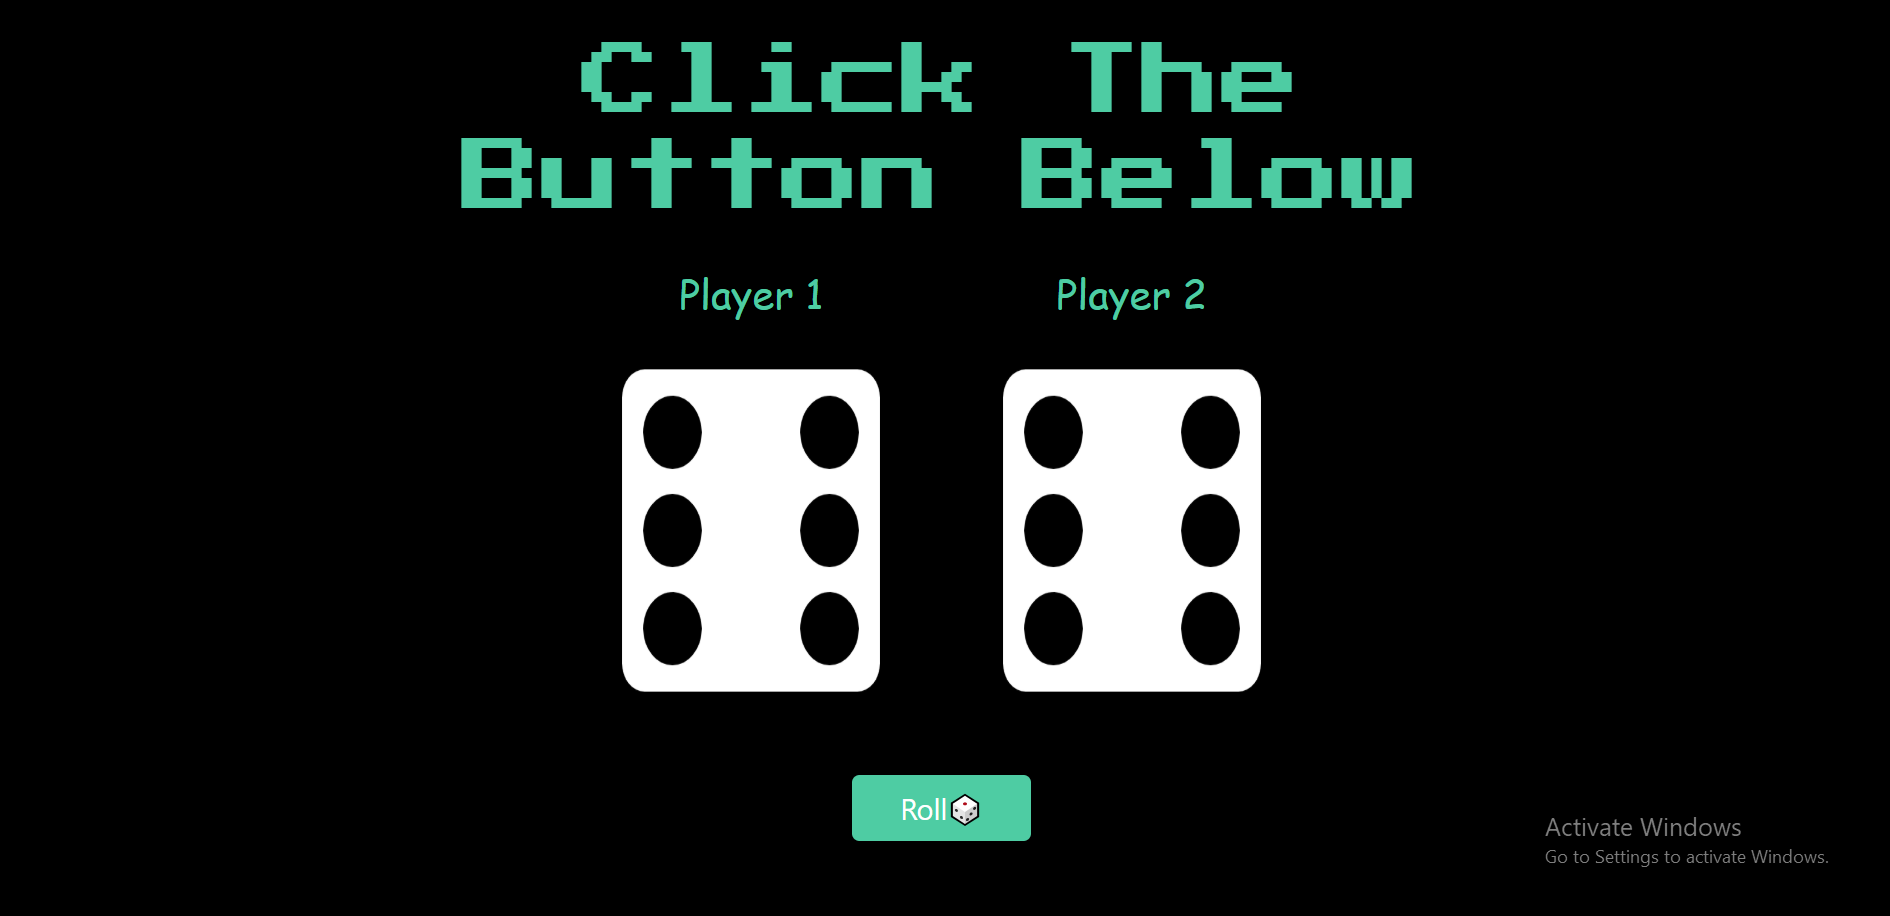 Click The
Button Below
Player 1
Player 2
Roll
Activate Windows
Go to Settings to activate Windows.